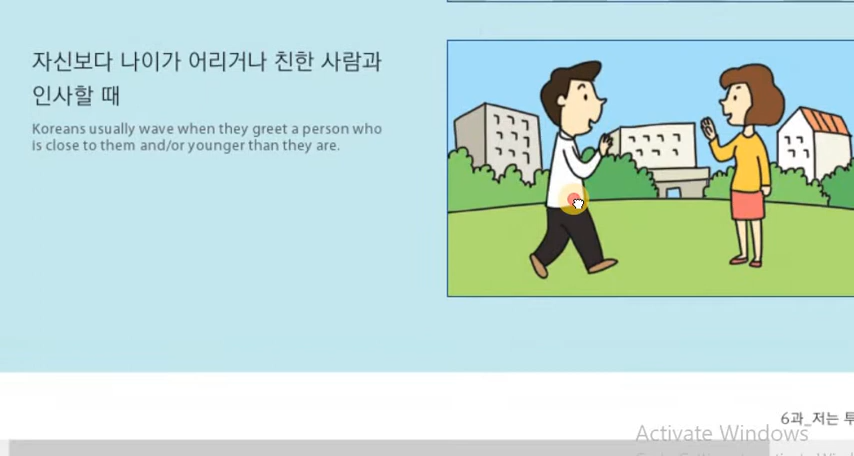 자신보다 나이가 어리거나 친한 사람과
인사할 때
Koreans usually wave when they greet a person who
is close to them and/or younger than they are.
6과_저는 투
Activate Windows